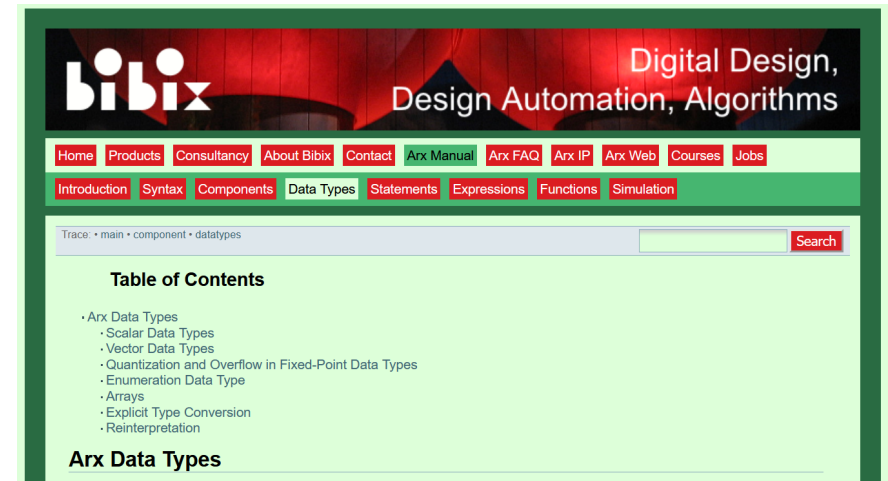 bibix
Digital Design,
Design Automation, Algorithms
Home Products Consultancy About Bibix Contact Arx Manual Arx FAQ Arx IP Arx Web Courses Jobs
Introduction Syntax Components Data Types Statements Expressions Functions Simulation
Trace: • main • component • datatypes
Search
Table of Contents
· Arx Data Types
· Scalar Data Types
· Vector Data Types
· Quantization and Overflow in Fixed-Point Data Types
· Enumeration Data Type
· Arrays
· Explicit Type Conversion
· Reinterpretation
Arx Data Types